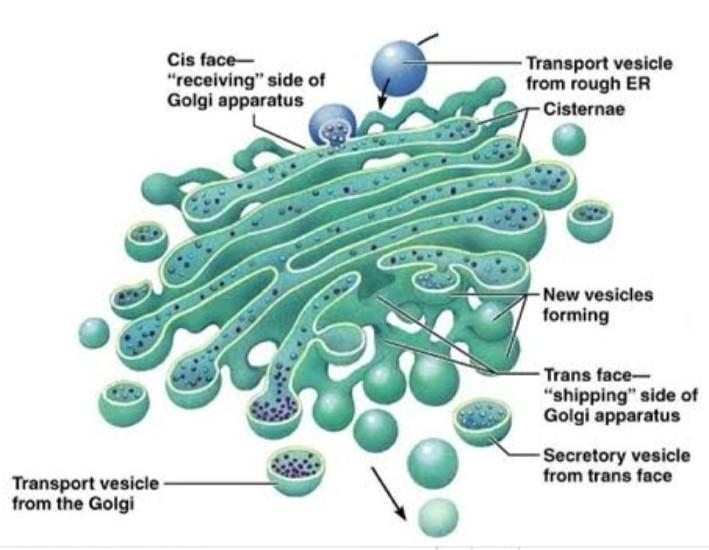 Cis face—
“receiving” side of
Golgi apparatus
Transport vesicle
from rough ER
Cisternae
New vesicles
forming
Trans face—
“shipping” side of
Golgi apparatus
Secretory vesicle
from trans face
Transport vesicle
from the Golgi